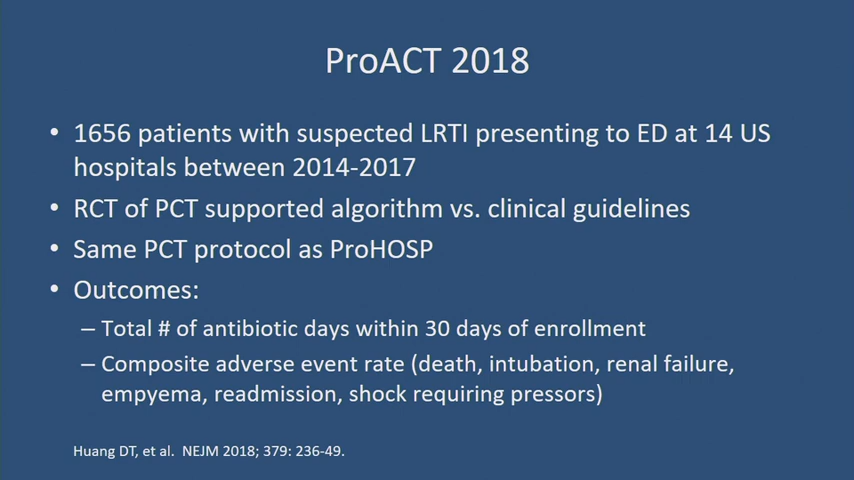 ProACT 2018
• 1656 patients with suspected LRTI presenting to ED at 14 US
hospitals between 2014-2017
• RCT of PCT supported algorithm vs. clinical guidelines
• Same PCT protocol as ProHOSP
• Outcomes:
– Total # of antibiotic days within 30 days of enrollment
– Composite adverse event rate (death, intubation, renal failure,
empyema, readmission, shock requiring pressors)
Huang DT, et al. NEJM 2018; 379: 236-49.